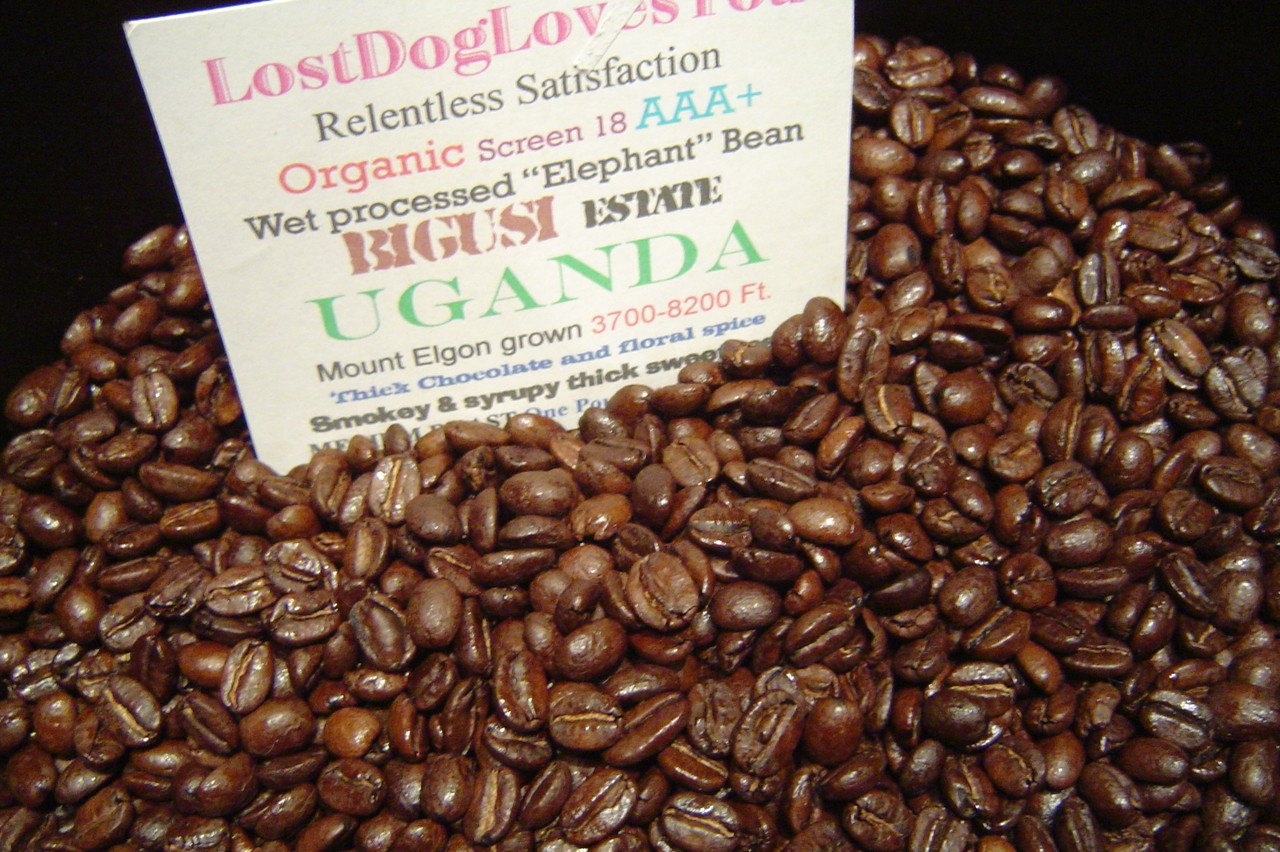 LostDogLovesYou
Relentless Satisfaction
Organic Screen 18 AAA+
Wet processed “Elephant” Bean
BIGUSI ESTATE
UGANDA
Mount Elgon grown 3700-8200 Ft.
Thick Chocolate and floral spice
Smokey & syrupy thick
One